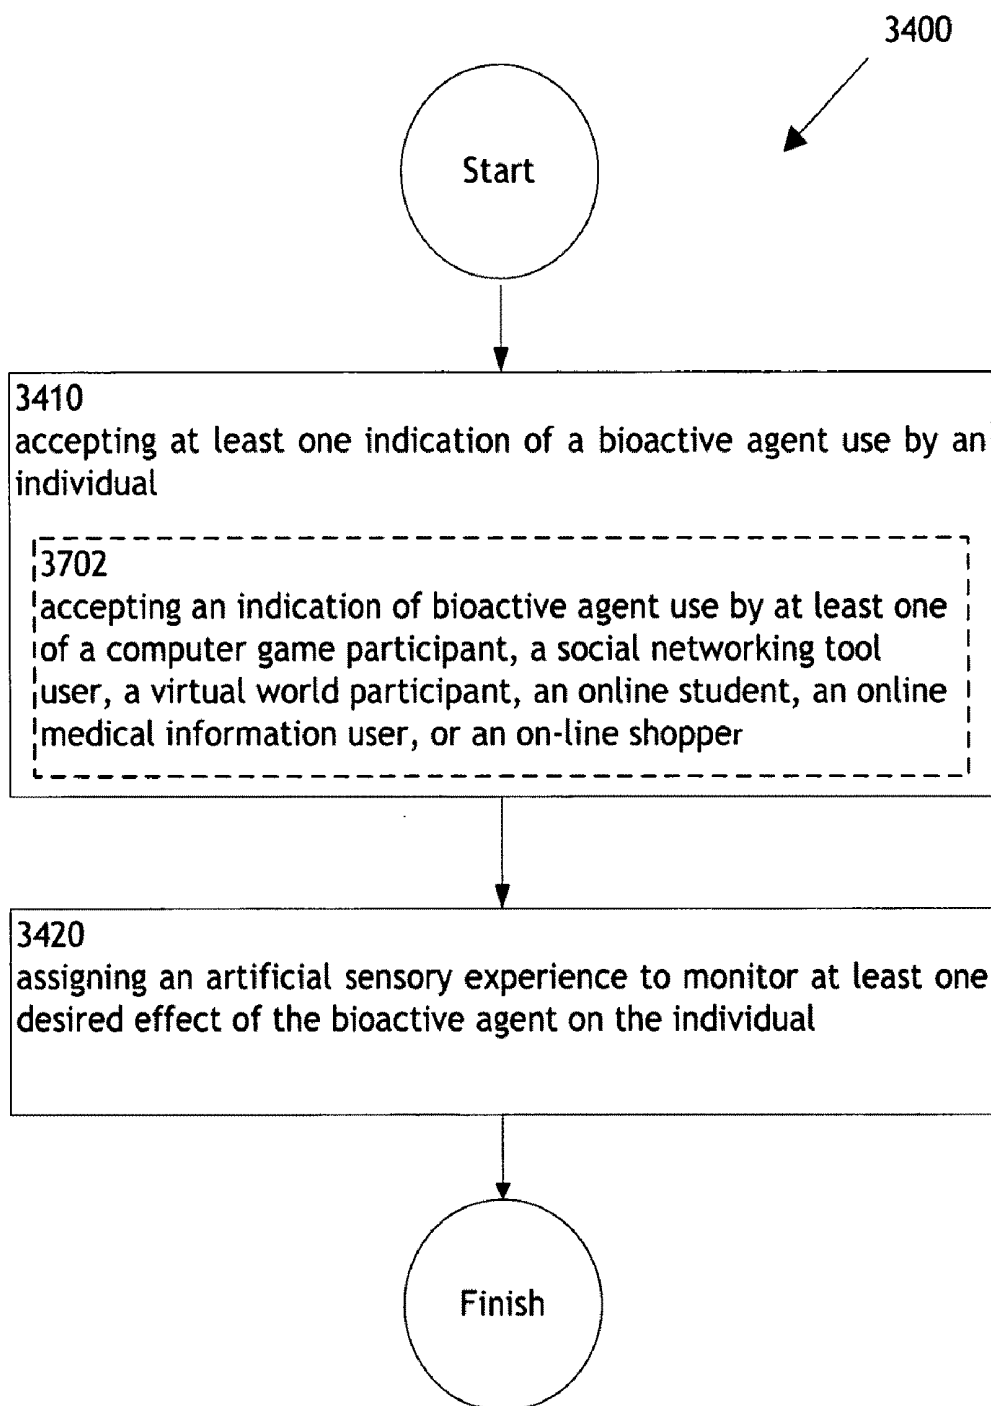 3400
Start
3410
accepting at least one indication of a bioactive agent use by an
individual
3702
accepting an indication of bioactive agent use by at least one
of a computer game participant, a social networking tool
user, a virtual world participant, an online student, an online
medical information user, or an on-line shopper
3420
assigning an artificial sensory experience to monitor at least one
desired effect of the bioactive agent on the individual
Finish